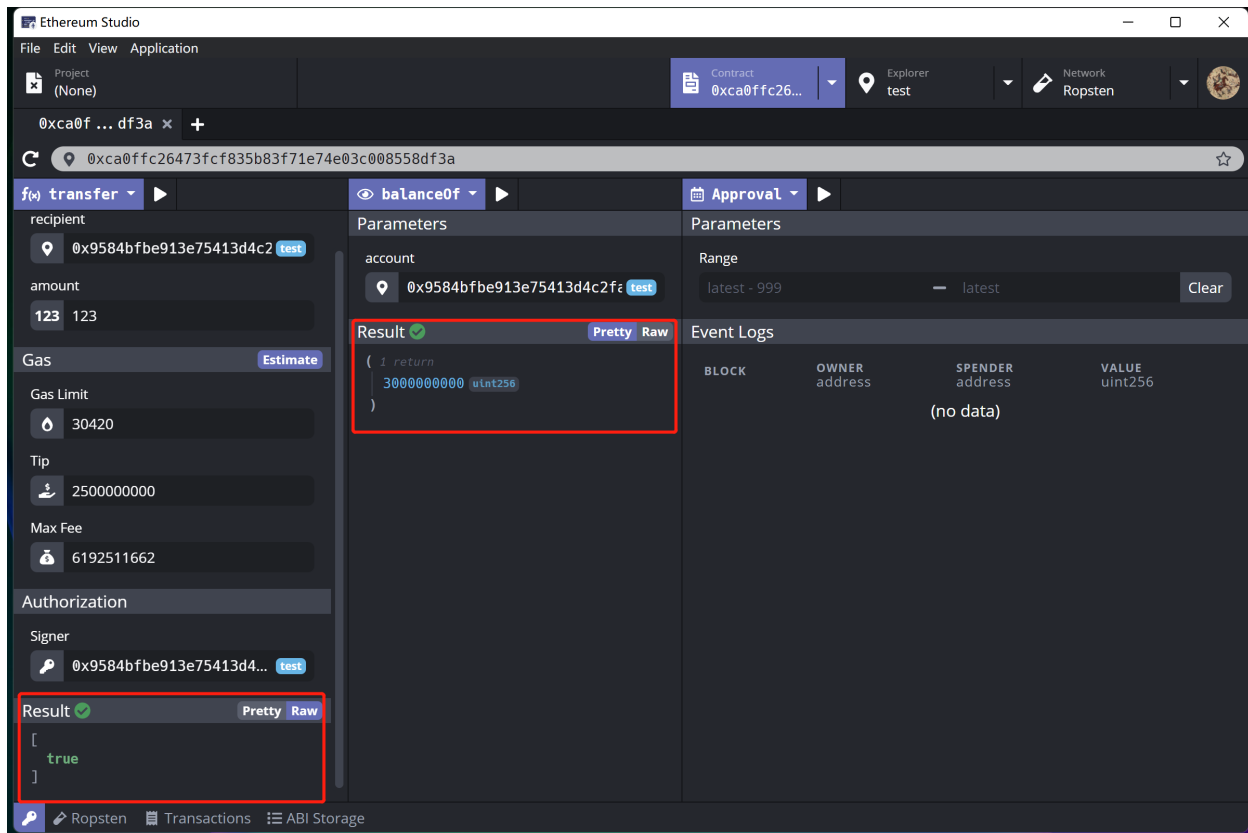 Ethereum Studio
File Edit View Application
Project
(None)
Contract
0xca0ffc26...
Explorer
test
Network
Ropsten
0xca0f ... df3a
0xca0ffc26473fcf835b83f71e74e03c008558df3a
f(x) transfer
balanceOf
Approval
recipient
0x9584bfbe913e75413d4c2 test
amount
123 123
Gas Estimate
Gas Limit
30420
Tip
2500000000
Max Fee
6192511662
Authorization
Signer
0x9584bfbe913e75413d4... test
Result Pretty Raw
[
true
]
Parameters
account
0x9584bfbe913e75413d4c2fa test
Result Pretty Raw
( 1 return
3000000000 uint256
)
Parameters
Range
latest - 999 — latest Clear
Event Logs
BLOCK OWNER SPENDER VALUE
address address uint256
(no data)
Ropsten Transactions ABI Storage